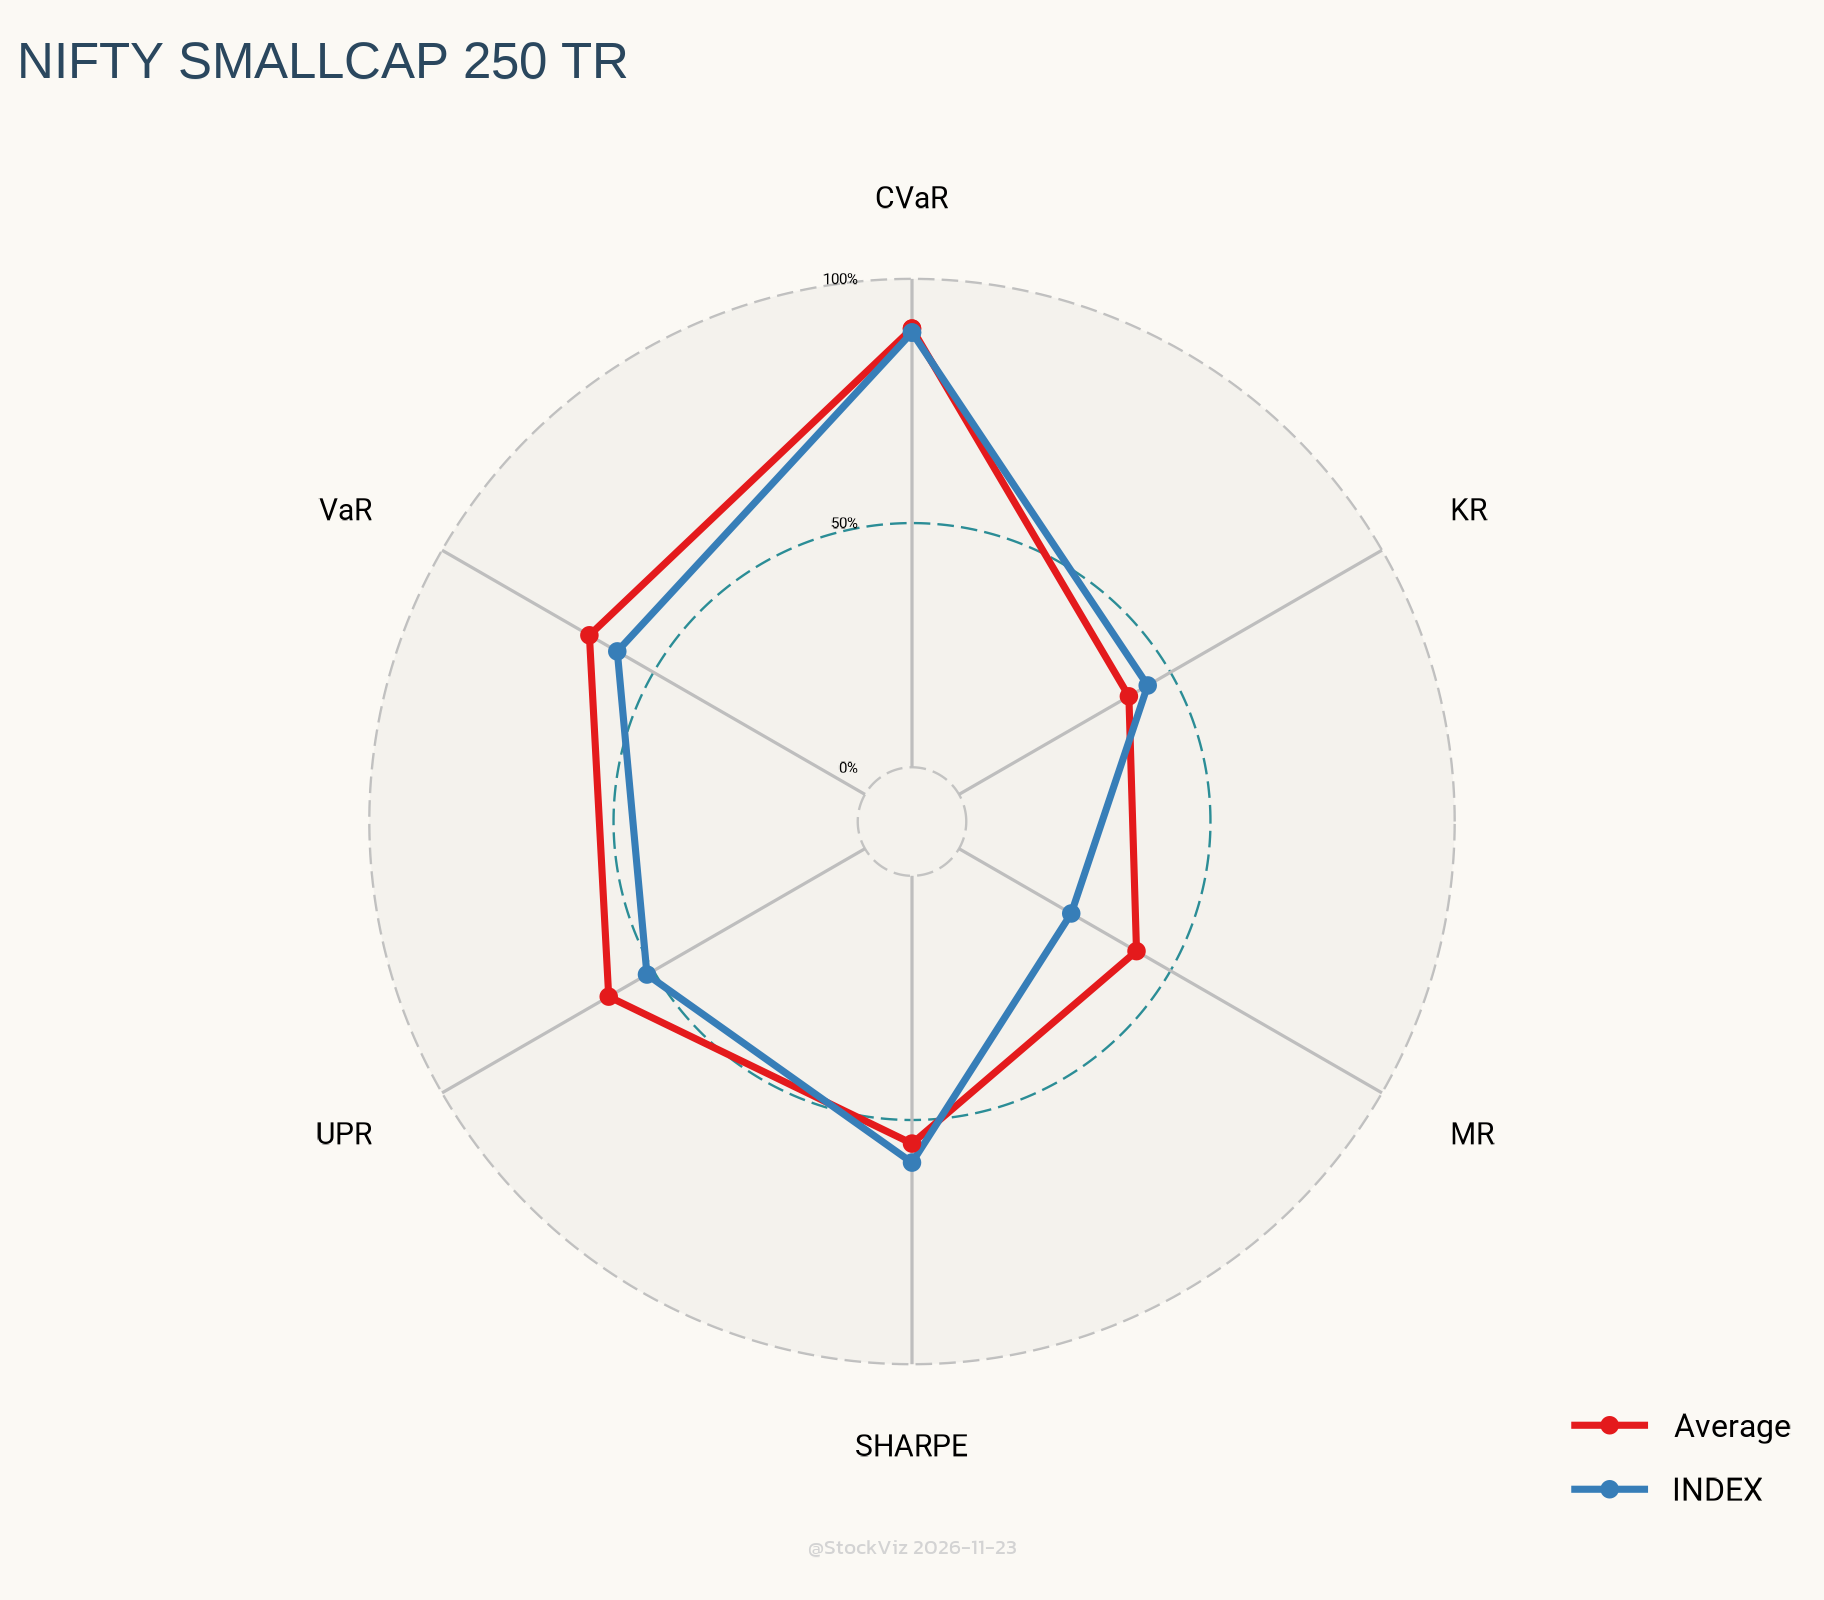 NIFTY SMALLCAP 250 TR
CVaR
100%
VaR
KR
50%
0%
UPR
MR
SHARPE
Average
INDEX
@StockViz 2026-11-23